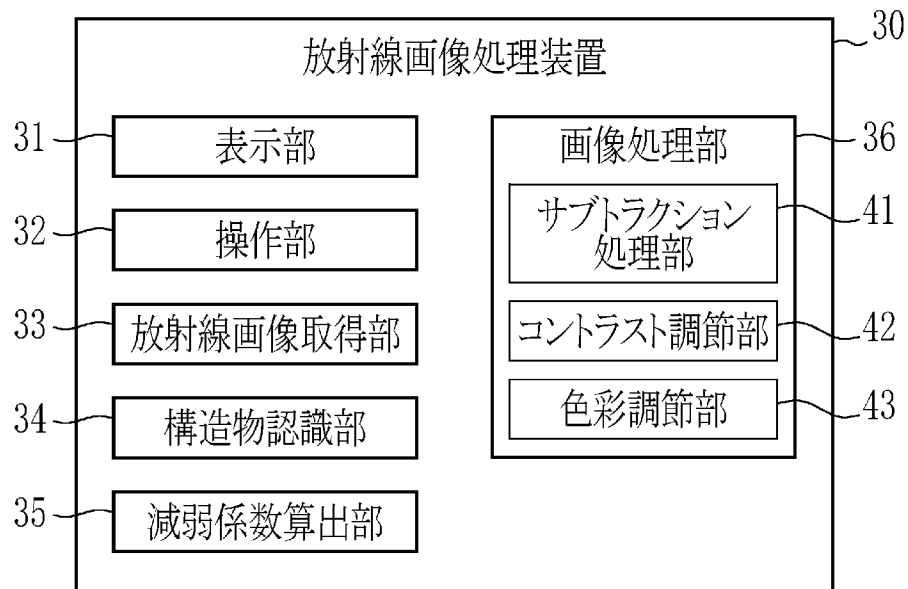 30
放射線画像処理装置
31
表示部
32
操作部
33
放射線画像取得部
34
構造物認識部
35
減弱係数算出部
画像処理部
36
サブトラクション
処理部
41
コントラスト調節部
42
色彩調節部
43